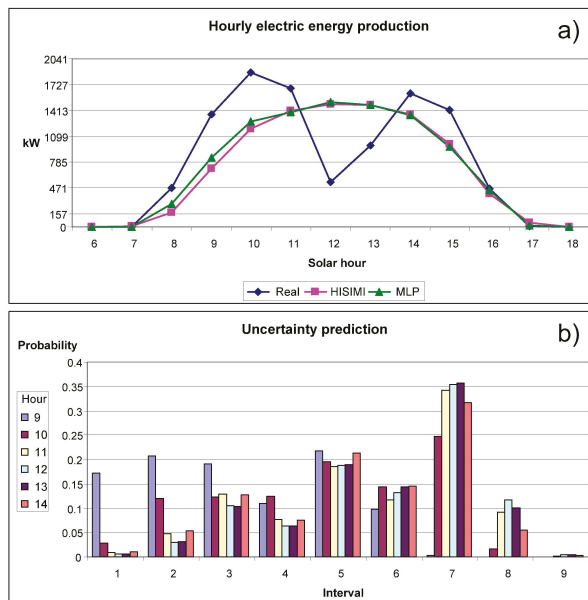 Hourly electric energy production
a)
2041
1727
1413
1099
785
471
157
0
kW
6 7 8 9 10 11 12 13 14 15 16 17 18
Solar hour
Real HISIMI MLP
Uncertainty prediction
b)
Probability
0.4
0.35
0.3
0.25
0.2
0.15
0.1
0.05
0
Hour
9
10
11
12
13
14
1 2 3 4 5 6 7 8 9
Interval